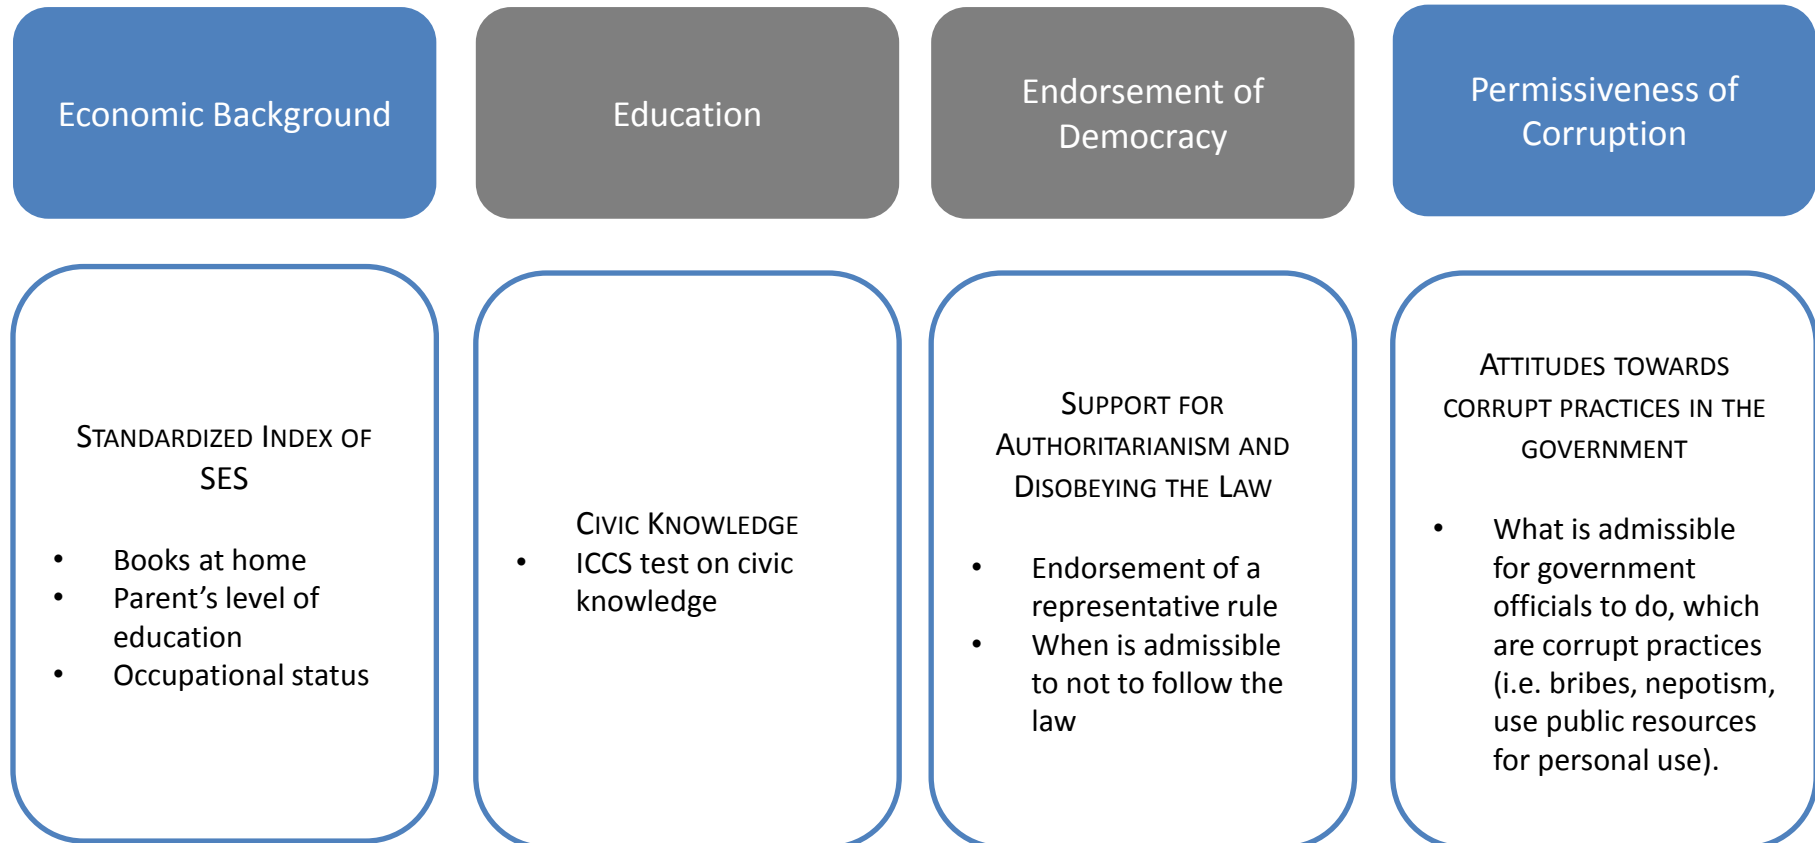 Economic Background
Education
Endorsement of
Democracy
Permissiveness of
Corruption
STANDARDIZED INDEX OF
SES
• Books at home
• Parent’s level of
education
• Occupational status
CIVIC KNOWLEDGE
• ICCS test on civic
knowledge
SUPPORT FOR
AUTHORITARIANISM AND
DISOBEYING THE LAW
• Endorsement of a
representative rule
• When is admissible
to not to follow the
law
ATTITUDES TOWARDS
CORRUPT PRACTICES IN THE
GOVERNMENT
• What is admissible
for government
officials to do, which
are corrupt practices
(i.e. bribes, nepotism,
use public resources
for personal use).